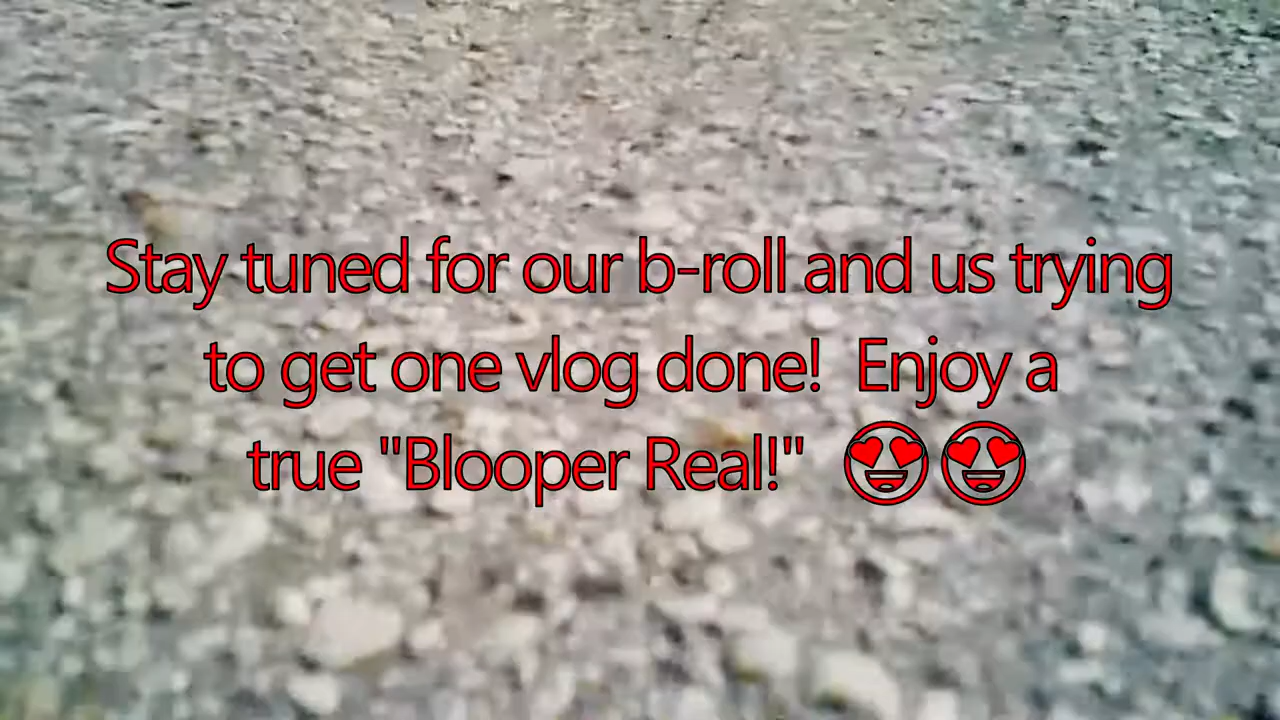 Stay tuned for our b-roll and us trying
to get one vlog done!  Enjoy a
true "Blooper Real!"  😍😍